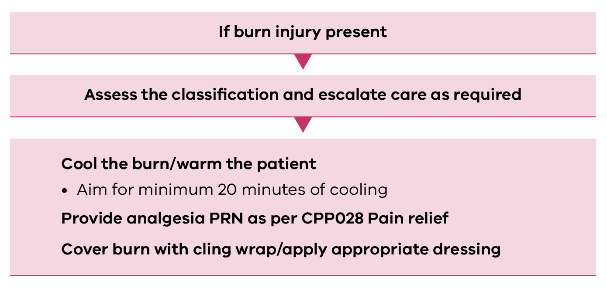 If burn injury present
Assess the classification and escalate care as required
Cool the burn/warm the patient
• Aim for minimum 20 minutes of cooling
Provide analgesia PRN as per CPP028 Pain relief
Cover burn with cling wrap/apply appropriate dressing